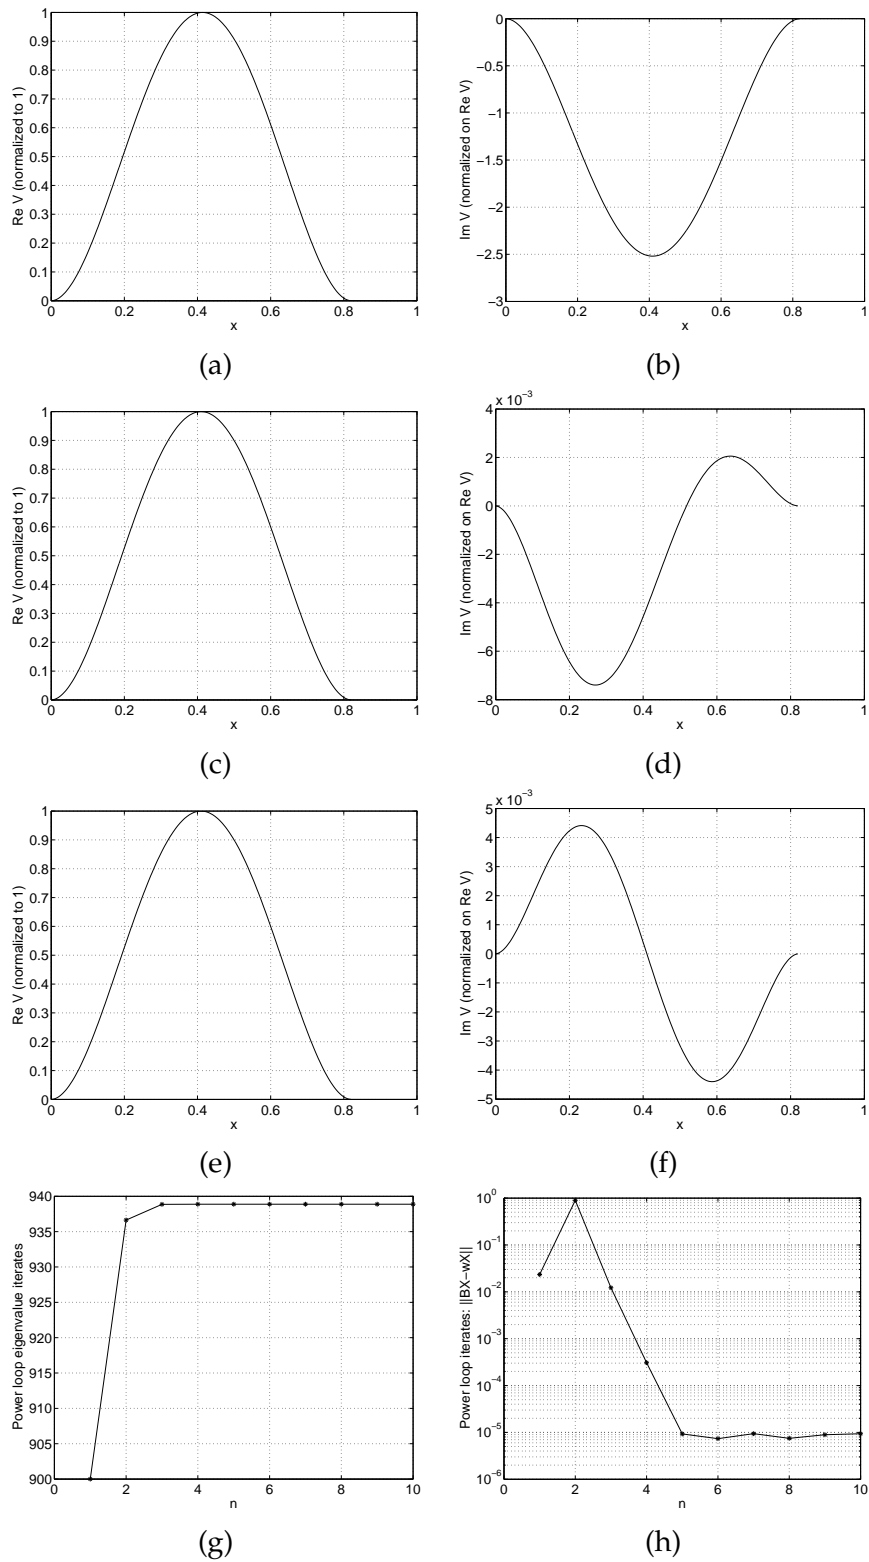 1
0.9
0.8
0.7
0.6
0.5
0.4
0.3
0.2
0.1
0
0 0.2 0.4 0.6 0.8 1
x
Re V (normalized to 1)
(a)
0
−0.5
−1
−1.5
−2
−2.5
−3
0 0.2 0.4 0.6 0.8 1
x
Im V (normalized on Re V)
(b)
1
0.9
0.8
0.7
0.6
0.5
0.4
0.3
0.2
0.1
0
0 0.2 0.4 0.6 0.8 1
x
Re V (normalized to 1)
(c)
x 10−3
4
2
0
−2
−4
−6
−8
0 0.2 0.4 0.6 0.8 1
x
Im V (normalized on Re V)
(d)
1
0.9
0.8
0.7
0.6
0.5
0.4
0.3
0.2
0.1
0
0 0.2 0.4 0.6 0.8 1
x
Re V (normalized to 1)
(e)
x 10−3
5
4
3
2
1
0
−1
−2
−3
−4
−5
0 0.2 0.4 0.6 0.8 1
x
Im V (normalized on Re V)
(f)
940
935
930
925
920
915
910
905
900
0 2 4 6 8 10
n
Power loop eigenvalue iterates
(g)
10^0
10^−1
10^−2
10^−3
10^−4
10^−5
10^−6
0 2 4 6 8 10
n
Power loop iterates: ||BX−wX||
(h)